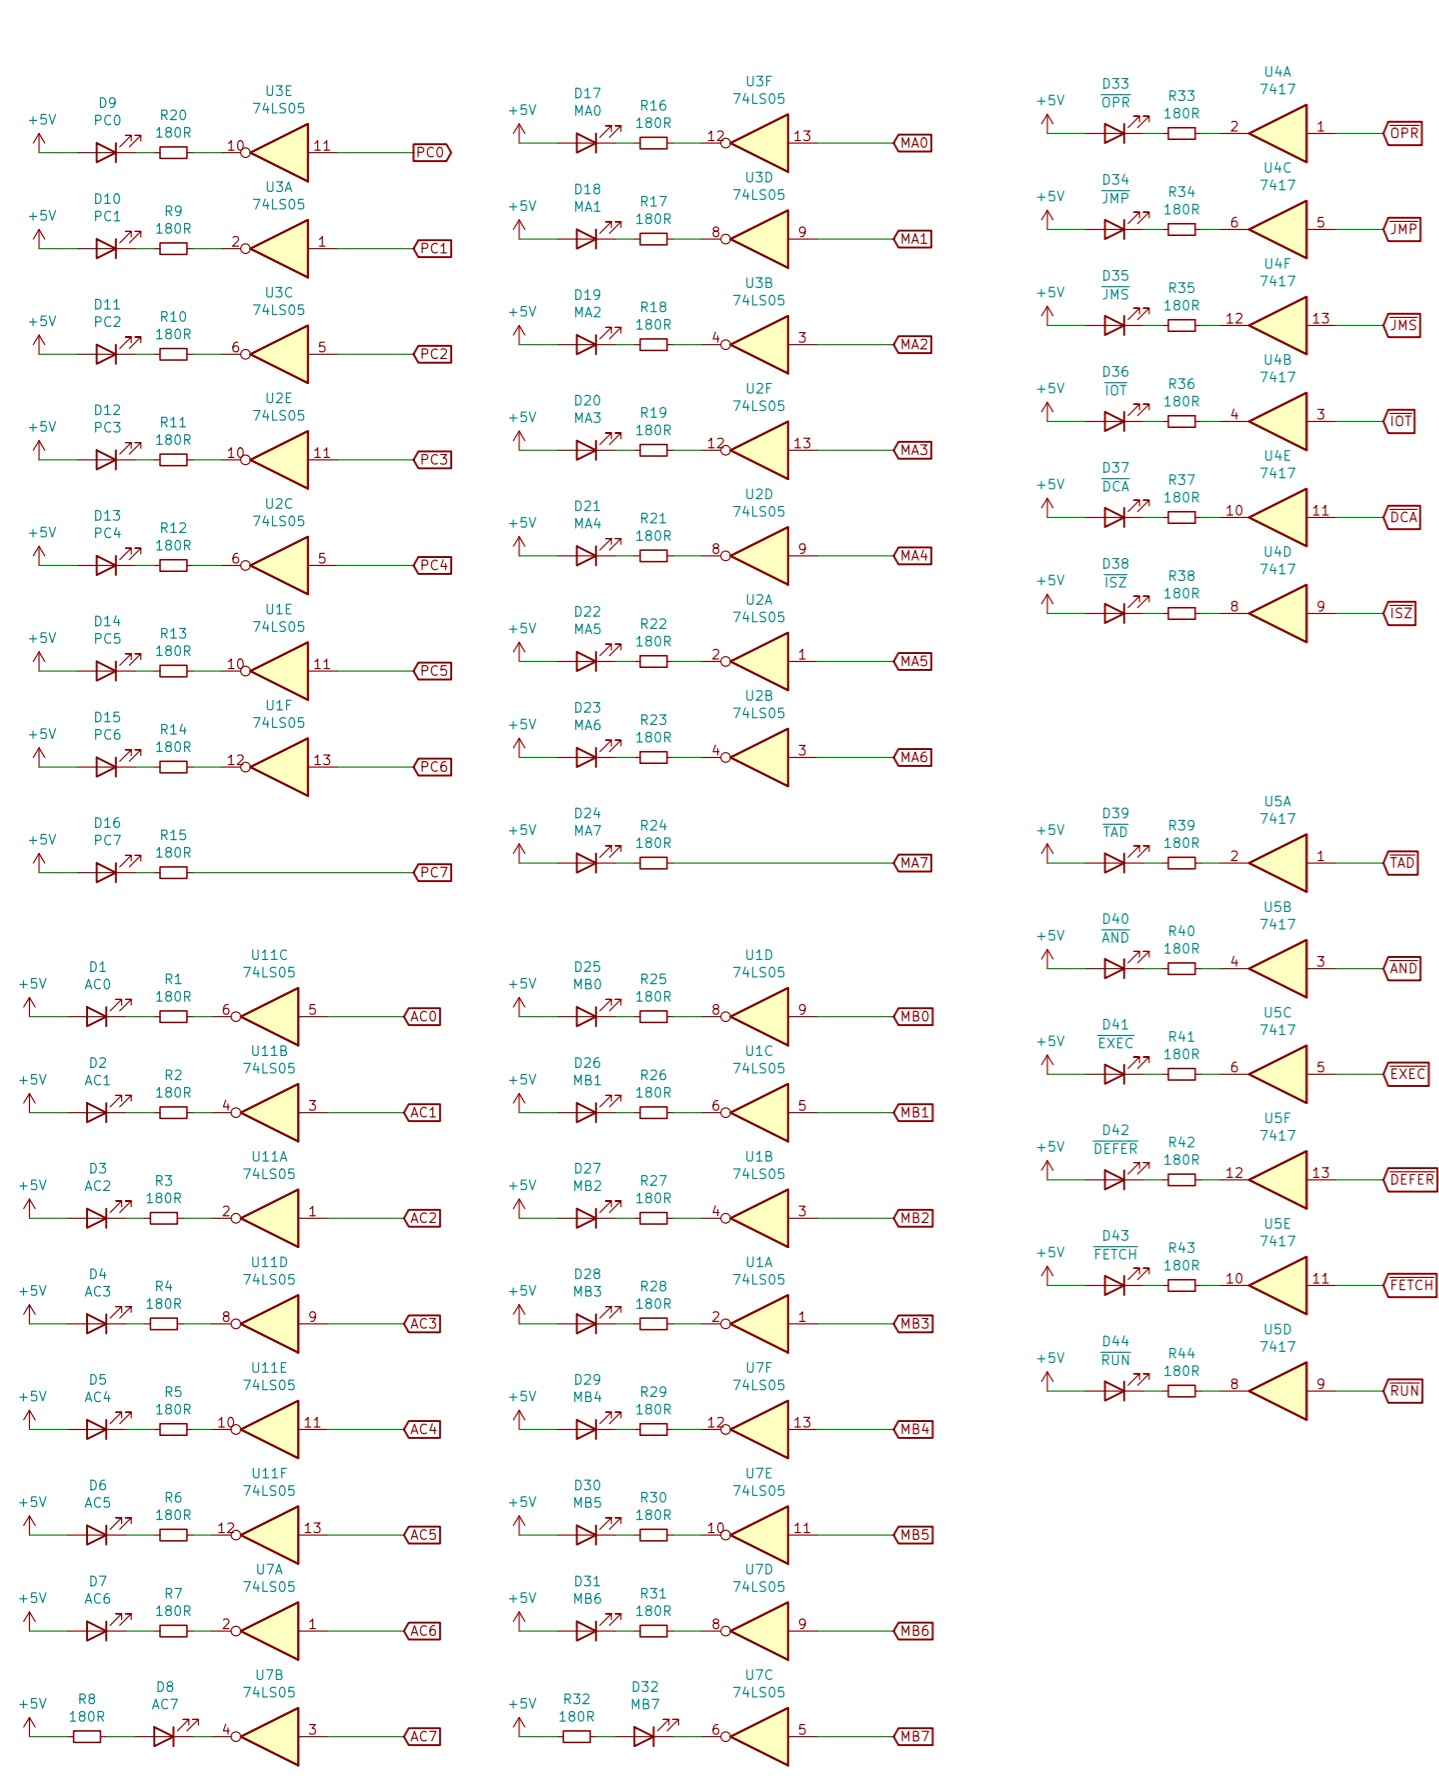 +5V
D9
PC0
R20
180R
U3E
74LS05
10
11
PC0
+5V
D10
PC1
R9
180R
U3A
74LS05
2
1
PC1
+5V
D11
PC2
R10
180R
U3C
74LS05
6
5
PC2
+5V
D12
PC3
R11
180R
U2E
74LS05
10
11
PC3
+5V
D13
PC4
R12
180R
U2C
74LS05
6
5
PC4
+5V
D14
PC5
R13
180R
U1E
74LS05
10
11
PC5
+5V
D15
PC6
R14
180R
U1F
74LS05
12
13
PC6
+5V
D16
PC7
R15
180R
PC7
+5V
D1
AC0
R1
180R
U11C
74LS05
6
5
AC0
+5V
D2
AC1
R2
180R
U11B
74LS05
4
3
AC1
+5V
D3
AC2
R3
180R
U11A
74LS05
2
1
AC2
+5V
D4
AC3
R4
180R
U11D
74LS05
8
9
AC3
+5V
D5
AC4
R5
180R
U11E
74LS05
10
11
AC4
+5V
D6
AC5
R6
180R
U11F
74LS05
12
13
AC5
+5V
D7
AC6
R7
180R
U7A
74LS05
2
1
AC6
+5V
R8
180R
D8
AC7
U7B
74LS05
4
3
AC7
+5V
D17
MA0
R16
180R
U3F
74LS05
12
13
MA0
+5V
D18
MA1
R17
180R
U3D
74LS05
8
9
MA1
+5V
D19
MA2
R18
180R
U3B
74LS05
4
3
MA2
+5V
D20
MA3
R19
180R
U2F
74LS05
12
13
MA3
+5V
D21
MA4
R21
180R
U2D
74LS05
8
9
MA4
+5V
D22
MA5
R22
180R
U2A
74LS05
2
1
MA5
+5V
D23
MA6
R23
180R
U2B
74LS05
4
3
MA6
+5V
D24
MA7
R24
180R
MA7
+5V
D25
MB0
R25
180R
U1D
74LS05
8
9
MB0
+5V
D26
MB1
R26
180R
U1C
74LS05
6
5
MB1
+5V
D27
MB2
R27
180R
U1B
74LS05
4
3
MB2
+5V
D28
MB3
R28
180R
U1A
74LS05
2
1
MB3
+5V
D29
MB4
R29
180R
U7F
74LS05
12
13
MB4
+5V
D30
MB5
R30
180R
U7E
74LS05
10
11
MB5
+5V
D31
MB6
R31
180R
U7D
74LS05
8
9
MB6
+5V
R32
180R
D32
MB7
U7C
74LS05
6
5
MB7
+5V
D33
OPR
R33
180R
U4A
7417
2
1
OPR
+5V
D34
JMP
R34
180R
U4C
7417
6
5
JMP
+5V
D35
JMS
R35
180R
U4F
7417
12
13
JMS
+5V
D36
IOT
R36
180R
U4B
7417
4
3
IOT
+5V
D37
DCA
R37
180R
U4E
7417
10
11
DCA
+5V
D38
ISZ
R38
180R
U4D
7417
8
9
ISZ
+5V
D39
TAD
R39
180R
U5A
7417
2
1
TAD
+5V
D40
AND
R40
180R
U5B
7417
4
3
AND
+5V
D41
EXEC
R41
180R
U5C
7417
6
5
EXEC
+5V
D42
DEFER
R42
180R
U5F
7417
12
13
DEFER
+5V
D43
FETCH
R43
180R
U5E
7417
10
11
FETCH
+5V
D44
RUN
R44
180R
U5D
7417
8
9
RUN